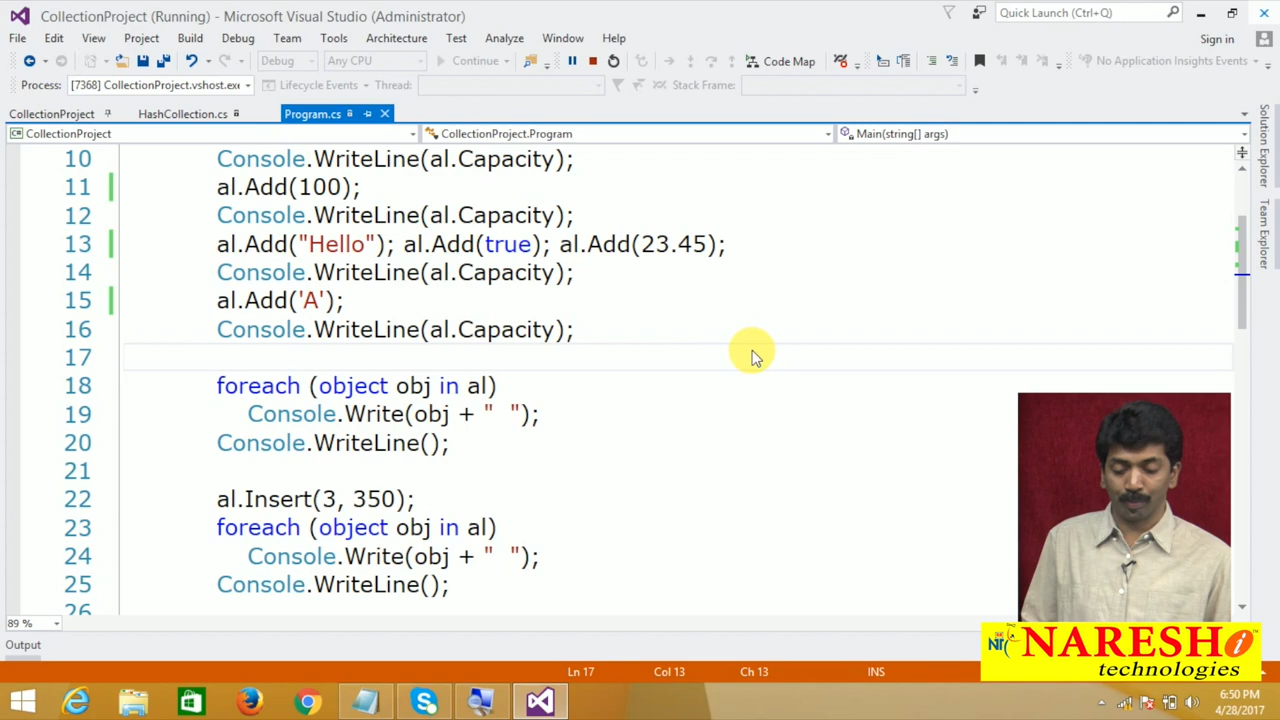 CollectionProject (Running) - Microsoft Visual Studio (Administrator)
Quick Launch (Ctrl+Q)
File Edit View Project Build Debug Team Tools Architecture Test Analyze Window Help
Sign in
Debug Any CPU Continue Code Map No Application Insights Events
Process: [7368] CollectionProject.vshost.exe Lifecycle Events Thread: Stack Frame:
CollectionProject HashCollection.cs Program.cs
CollectionProject CollectionProject.Program Main(string[] args)
10 Console.WriteLine(al.Capacity);
11 al.Add(100);
12 Console.WriteLine(al.Capacity);
13 al.Add("Hello"); al.Add(true); al.Add(23.45);
14 Console.WriteLine(al.Capacity);
15 al.Add('A');
16 Console.WriteLine(al.Capacity);
17
18 foreach (object obj in al)
19 Console.Write(obj + "  ");
20 Console.WriteLine();
21
22 al.Insert(3, 350);
23 foreach (object obj in al)
24 Console.Write(obj + "  ");
25 Console.WriteLine();
26
Solution Explorer
Team Explorer
89 %
Output
Ln 17 Col 13 Ch 13 INS
NT
NARESH i
technologies
6:50 PM
4/28/2017